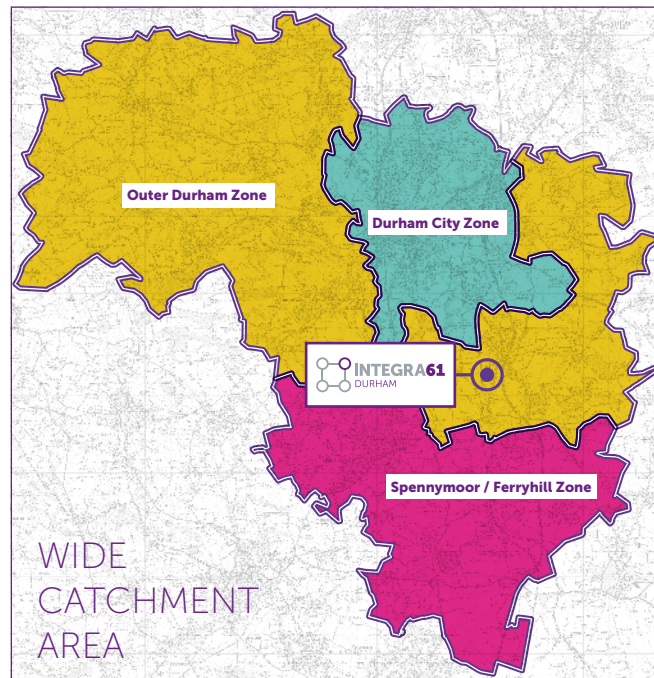 Outer Durham Zone
Durham City Zone
INTEGRA61
DURHAM
Spennymoor / Ferryhill Zone
WIDE
CATCHMENT
AREA